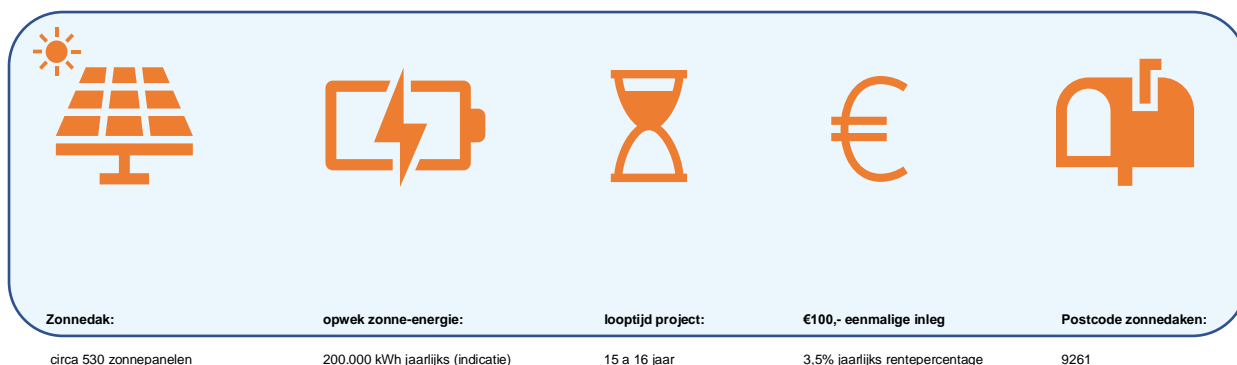 Zonnedak: opwek zonne-energie: looptijd project: €100,- eenmalige inleg Postcode zonnedaken:
circa 530 zonnepanelen 200.000 kWh jaarlijks (indicatie) 15 a 16 jaar 3,5% jaarlijks rentepercentage 9261